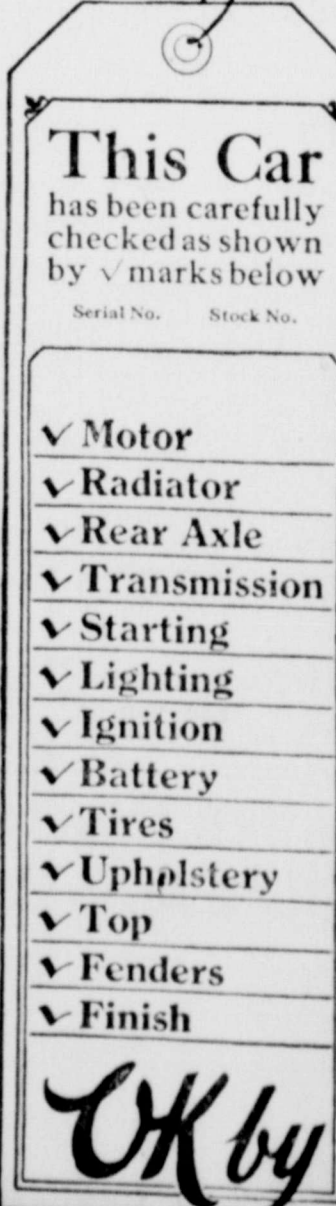 This Car
has been carefully
checked as shown
by √ marks below
Serial No. Stock No.
✓ Motor
✓ Radiator
✓ Rear Axle
✓ Transmission
✓ Starting
✓ Lighting
✓ Ignition
✓ Battery
✓ Tires
✓ Upholstery
✓ Top
✓ Fenders
✓ Finish
OK by